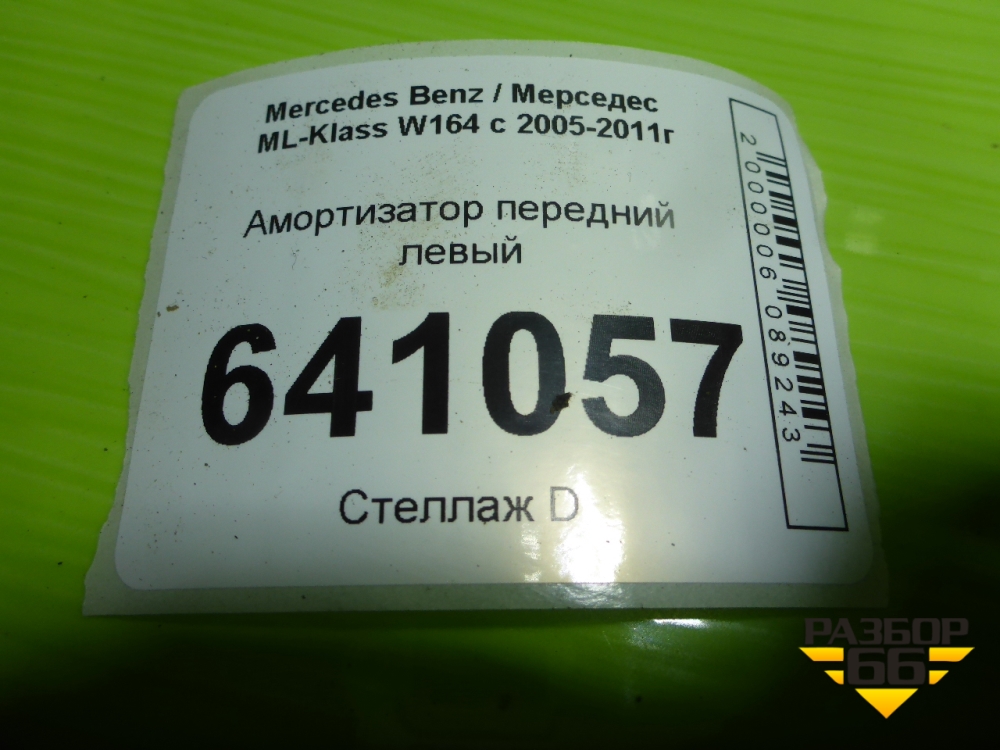 Mercedes Benz / Мерседес
ML-Klass W164 с 2005-2011г
Амортизатор передний
левый
641057
Стеллаж D
2000006089243
РАЗБОР
66